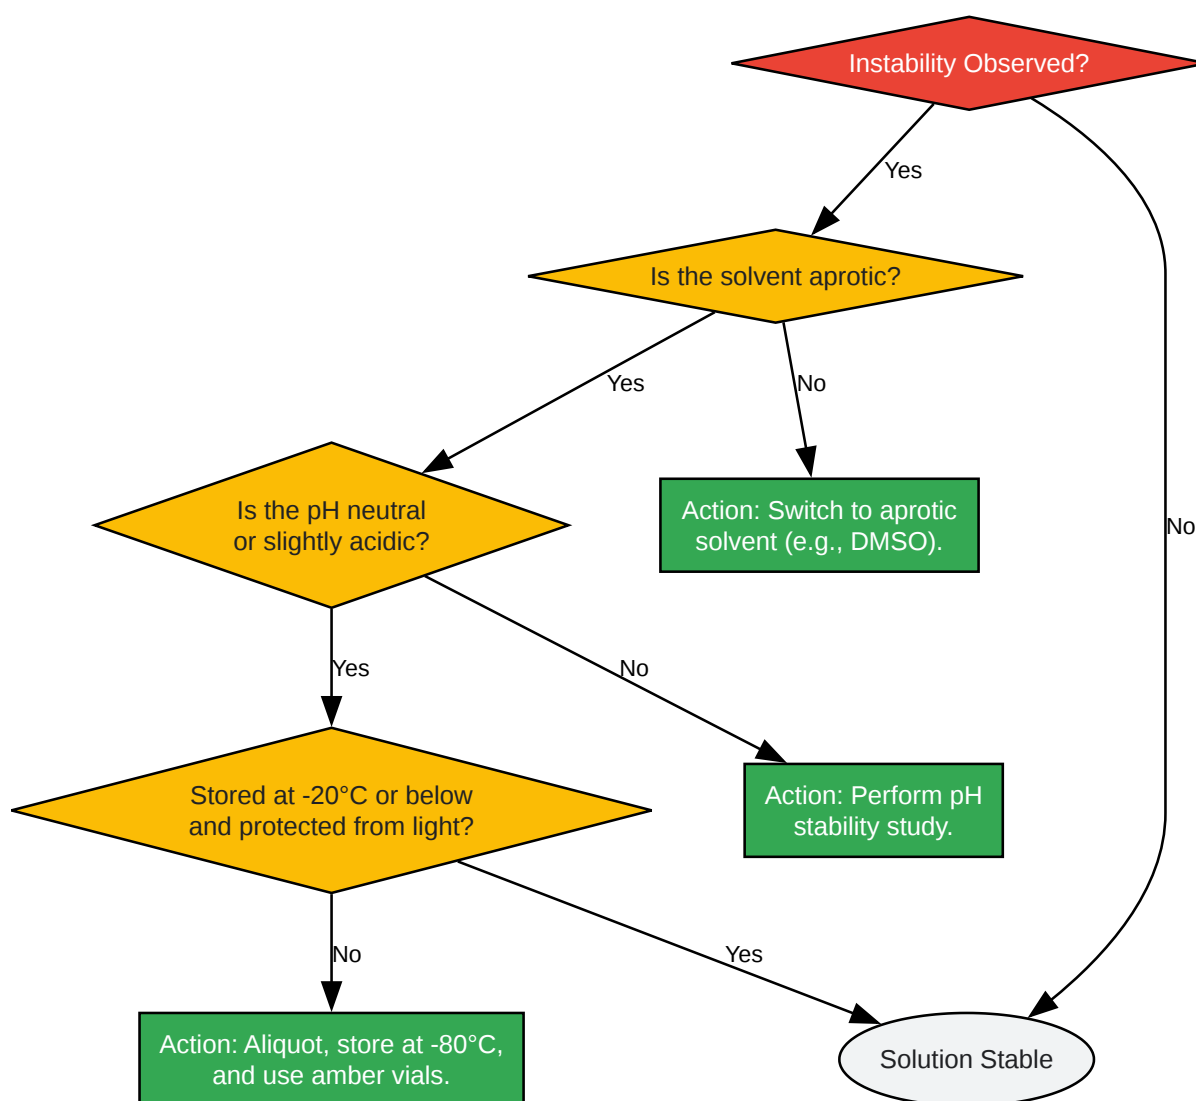 Instability Observed?
Yes
Is the solvent aprotic?
Yes
No
Is the pH neutral
or slightly acidic?
Action: Switch to aprotic
solvent (e.g., DMSO).
No
Yes
No
Stored at -20°C or below
and protected from light?
Action: Perform pH
stability study.
No
Yes
Action: Aliquot, store at -80°C,
and use amber vials.
Solution Stable